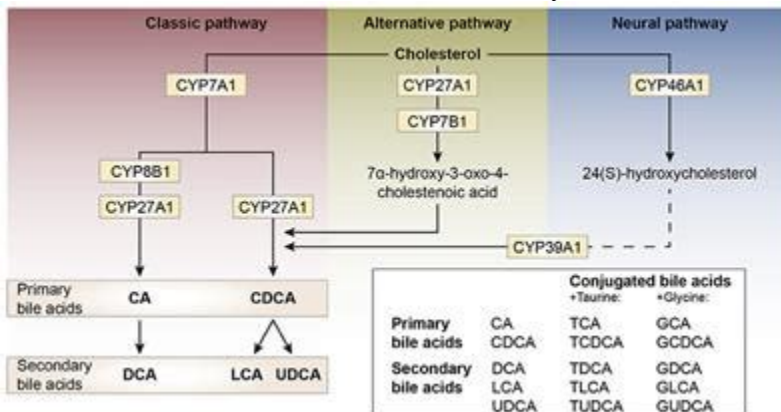 Classic pathway
Alternative pathway
Neural pathway
Cholesterol
CYP7A1
CYP27A1
CYP46A1
CYP7B1
CYP8B1
7α-hydroxy-3-oxo-4-
cholestenoic acid
24(S)-hydroxycholesterol
CYP27A1
CYP27A1
CYP39A1
Primary
bile acids
CA
CDCA
Secondary
bile acids
DCA
LCA
UDCA
Conjugated bile acids
+Taurine: +Glycine:
Primary CA TCA GCA
bile acids CDCA TCDCA GCDCA
Secondary DCA TDCA GDCA
bile acids LCA TLCA GLCA
UDCA TUDCA GUDCA